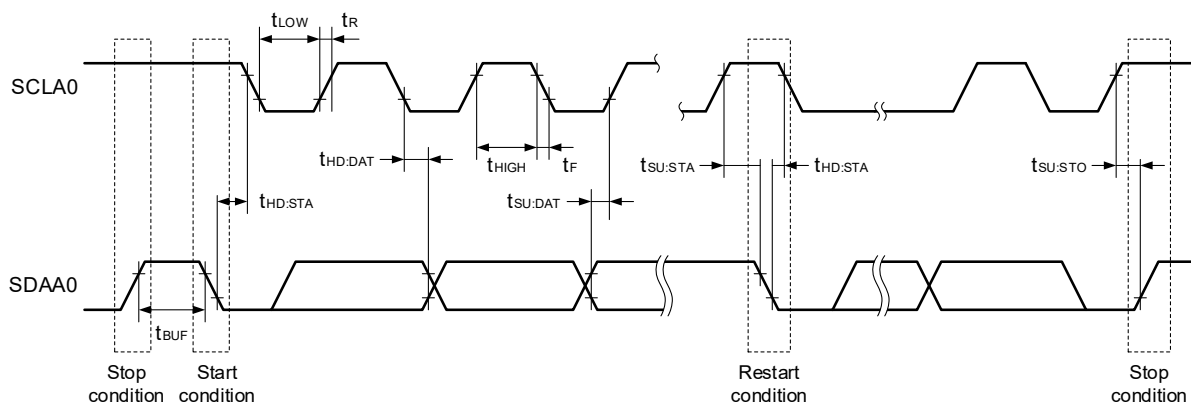 tLOW tR
SCLA0
tHD:DAT tHIGH tF tSU:STA tHD:STA tSU:STO
tHD:STA tSU:DAT
SDAA0
tBUF
Stop condition
Start condition
Restart condition
Stop condition